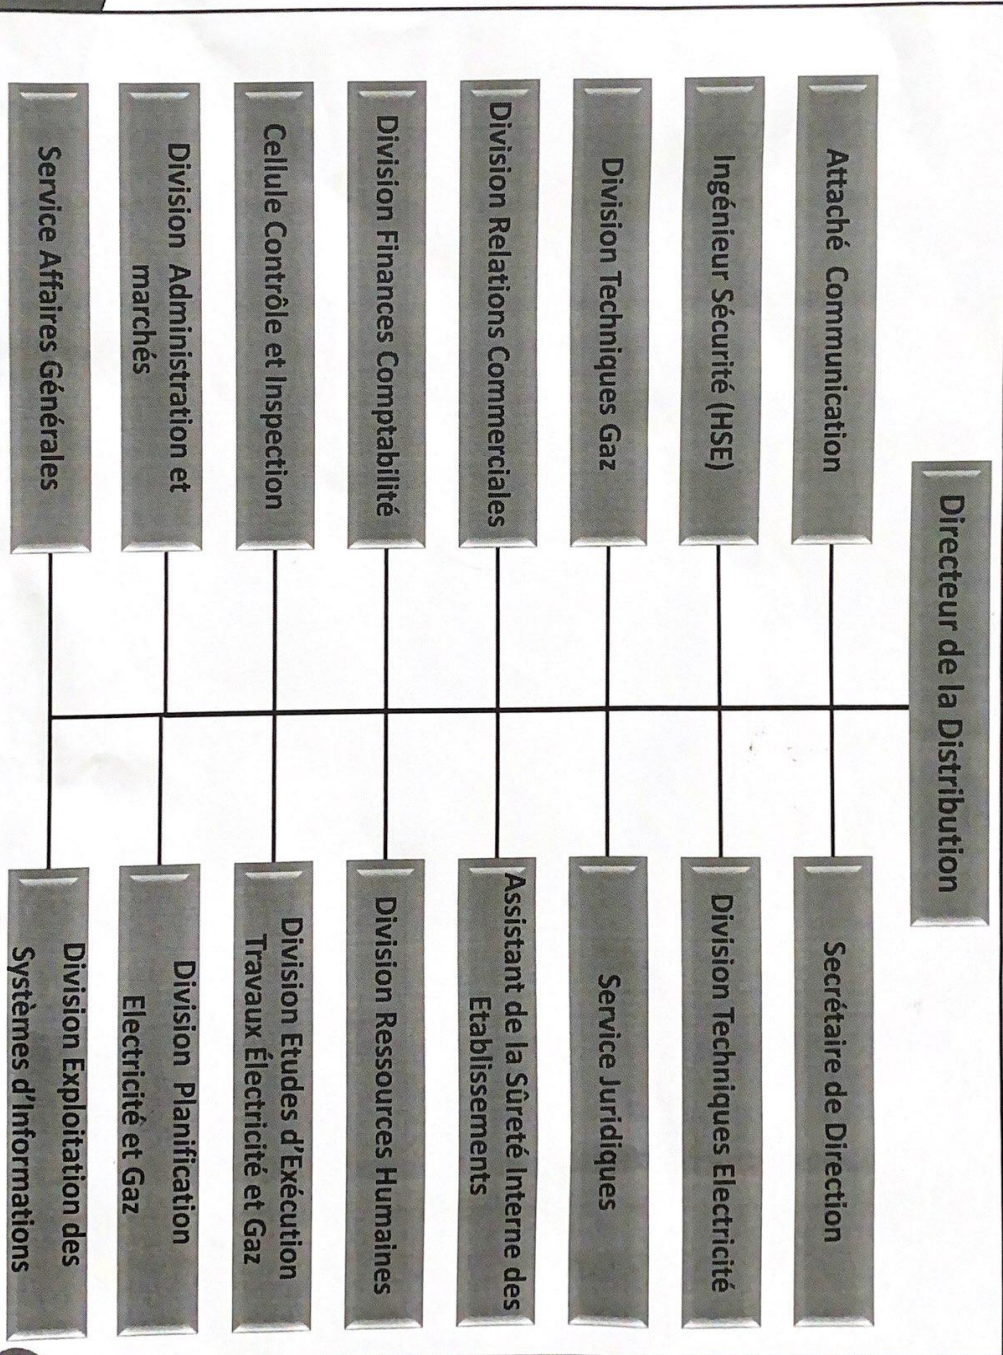 Directeur de la Distribution
Attaché Communication
Secrétaire de Direction
Ingénieur Sécurité (HSE)
Division Techniques Electricité
Division Techniques Gaz
Service Juridiques
Division Relations Commerciales
Assistant de la Sûreté Interne des
Etablissements
Division Finances Comptabilité
Division Ressources Humaines
Cellule Contrôle et Inspection
Division Etudes d'Exécution
Travaux Électricité et Gaz
Division Administration et
marchés
Division Planification
Electricité et Gaz
Service Affaires Générales
Division Exploitation des
Systèmes d'Informations